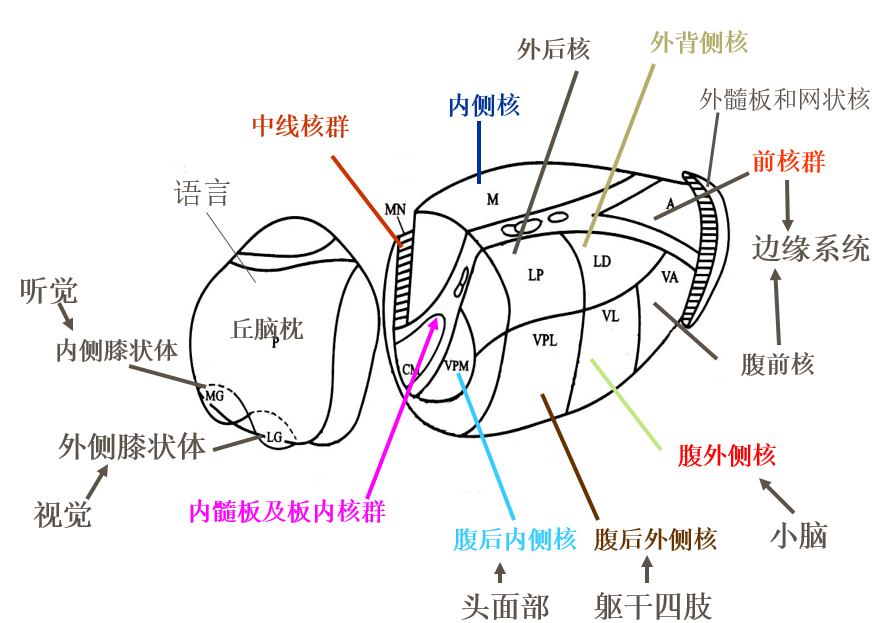 外后核
外背侧核
内侧核
外髓板和网状核
中线核群
前核群
语言
MN
M
A
边缘系统
听觉
LP
LD
VA
丘脑枕
P
VL
内侧膝状体
VPL
腹前核
CM
VPM
MG
LG
外侧膝状体
腹外侧核
视觉
内髓板及板内核群
腹后内侧核
腹后外侧核
小脑
头面部
躯干四肢